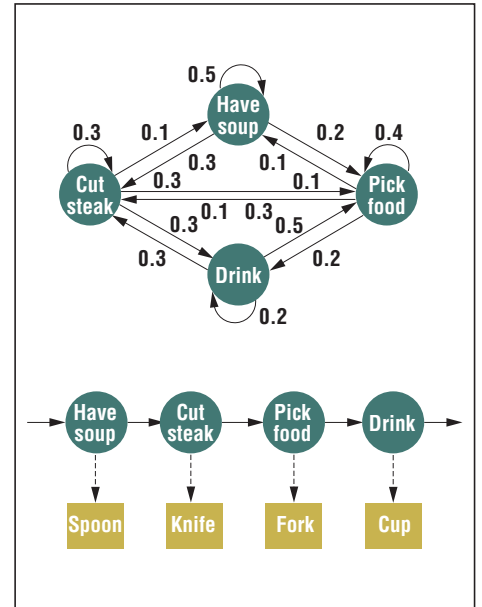 0.5
Have
soup
0.3
0.1
0.2
0.4
0.3
0.1
Cut
steak
0.3
0.1
Pick
food
0.1
0.3
0.3
0.5
0.3
Drink
0.2
0.2
Have
soup
Cut
steak
Pick
food
Drink
Spoon
Knife
Fork
Cup